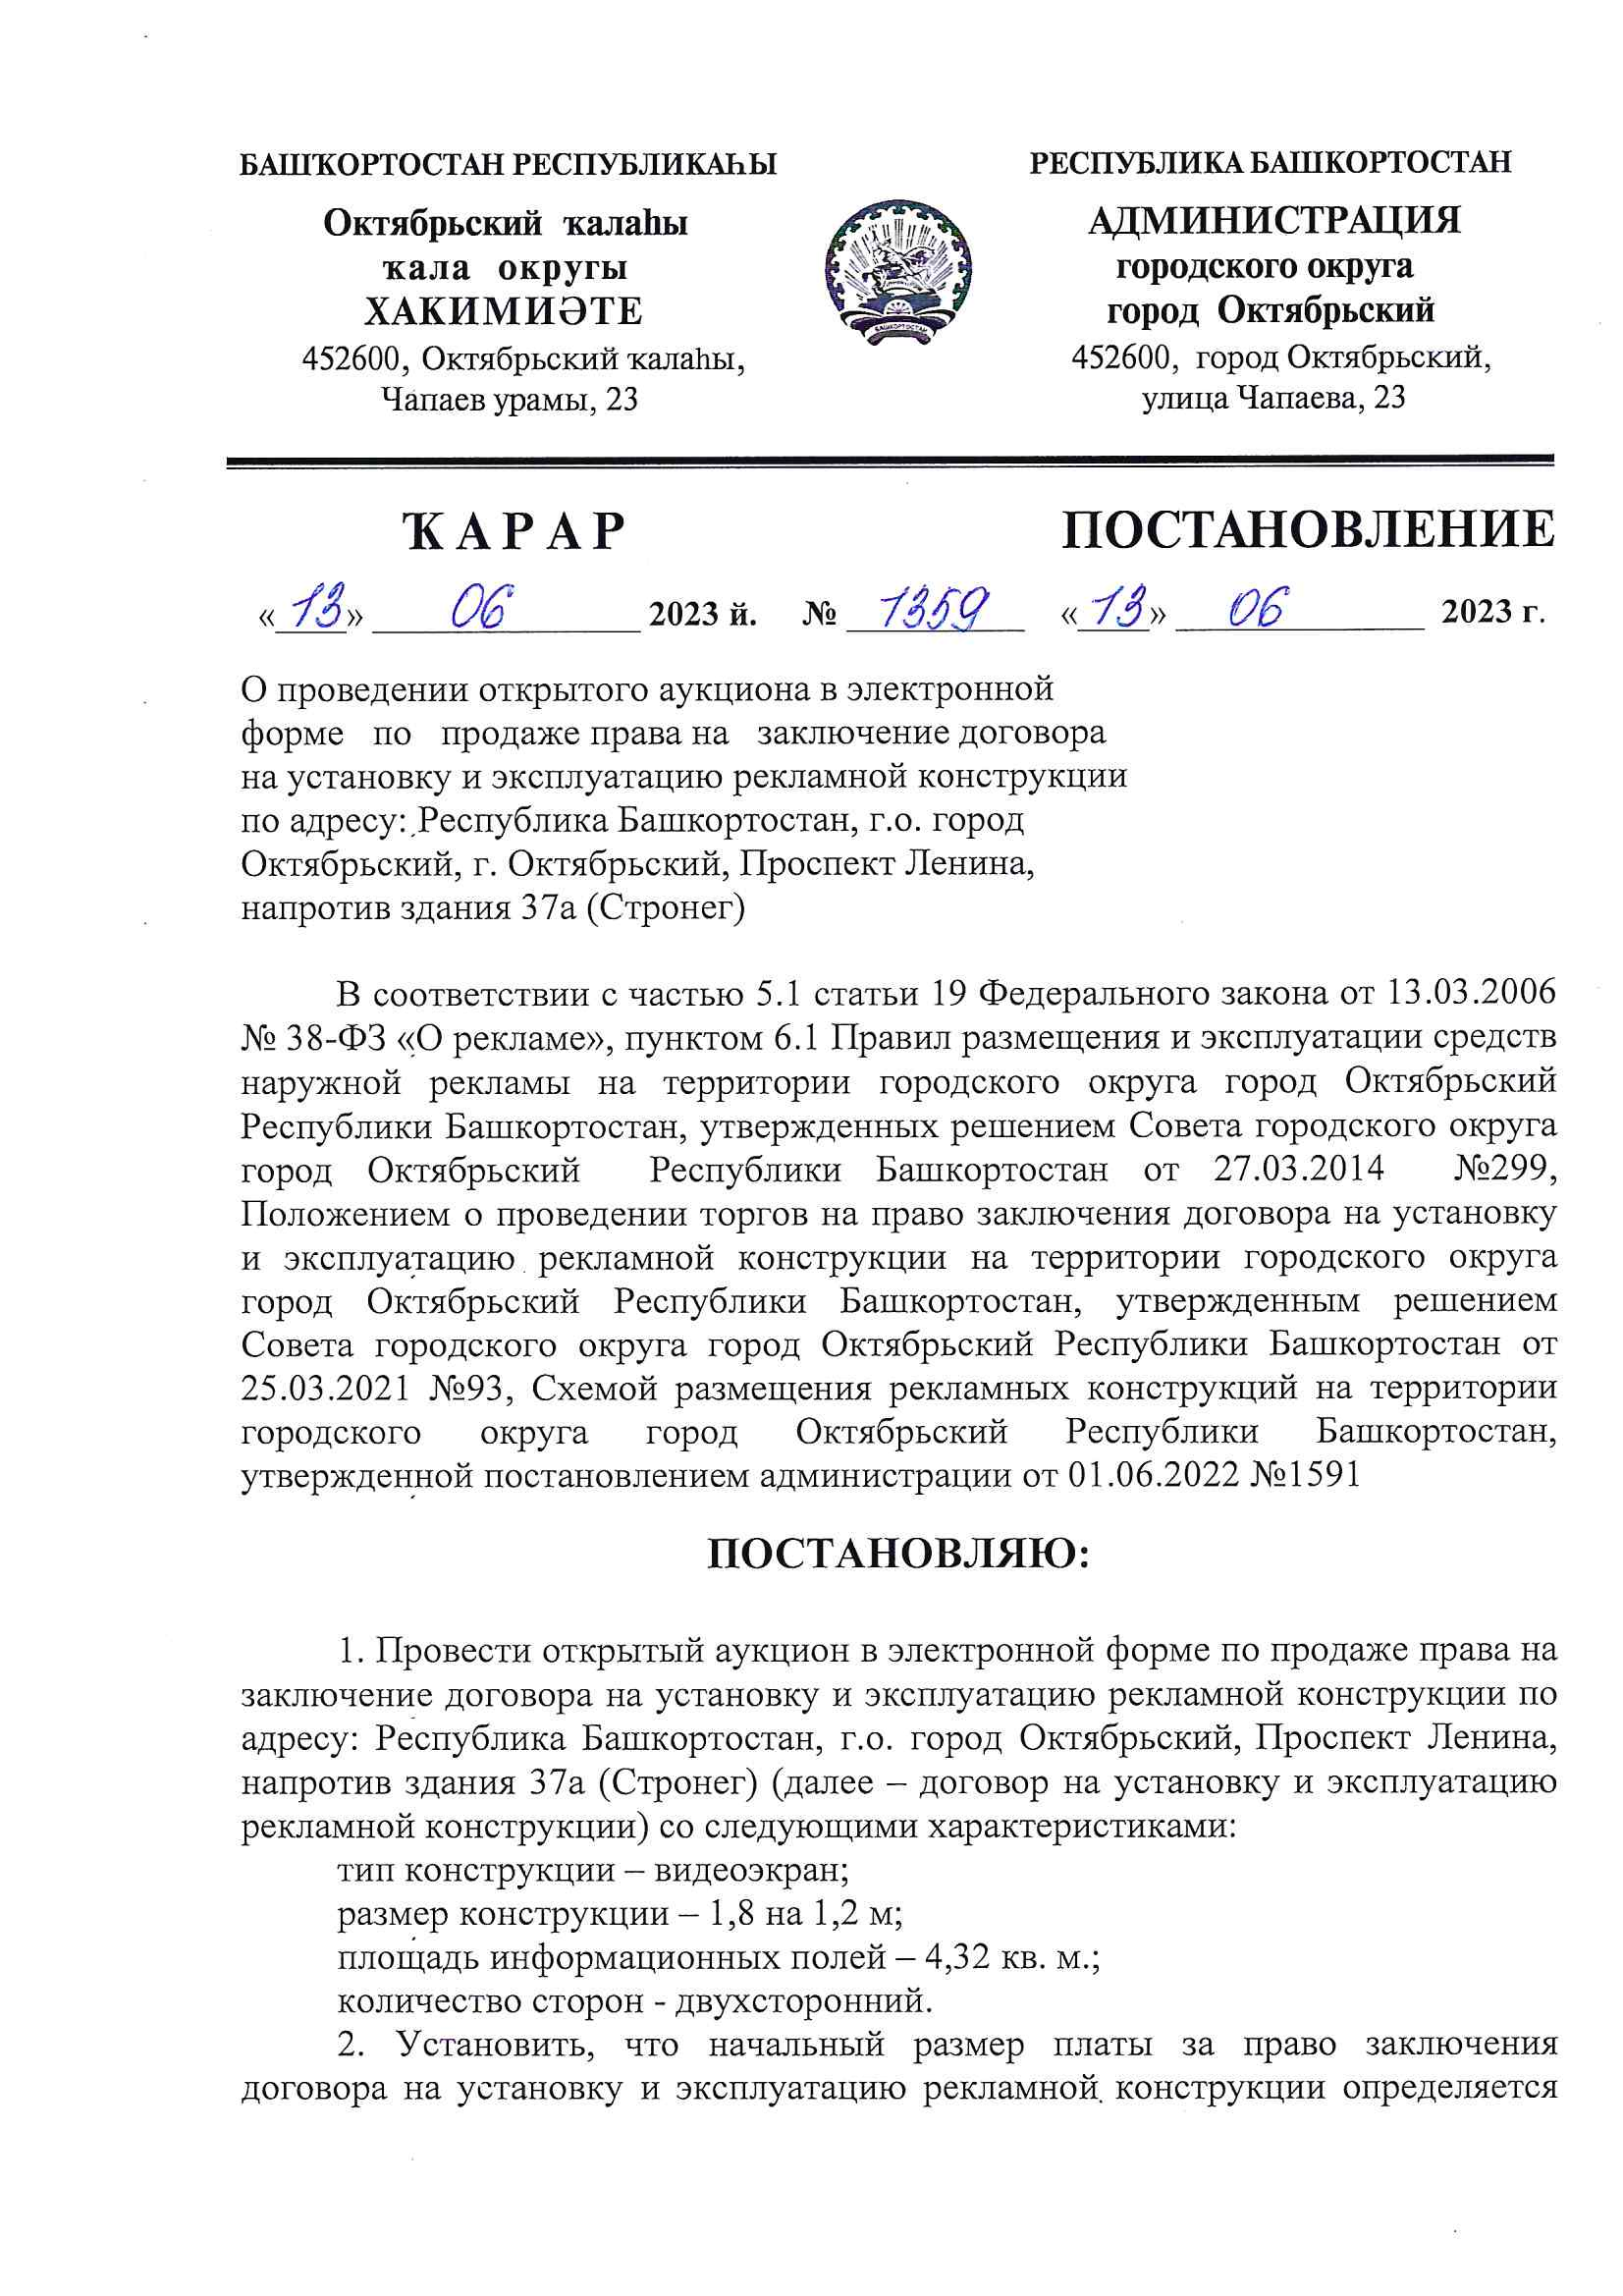 БАШҠОРТОСТАН РЕСПУБЛИКАҺЫ
Октябрьский ҡалаһы
ҡала округы
ХАКИМИӘТЕ
452600, Октябрьский ҡалаһы,
Чапаев урамы, 23
БАШКОРТОСТАН
РЕСПУБЛИКА БАШКОРТОСТАН
АДМИНИСТРАЦИЯ
городского округа
город Октябрьский
452600, город Октябрьский,
улица Чапаева, 23
ҠАРАР ПОСТАНОВЛЕНИЕ
«13» 06 2023 й. № 1359 «13» 06 2023 г.
О проведении открытого аукциона в электронной
форме по продаже права на заключение договора
на установку и эксплуатацию рекламной конструкции
по адресу: Республика Башкортостан, г.о. город
Октябрьский, г. Октябрьский, Проспект Ленина,
напротив здания 37а (Стронег)
В соответствии с частью 5.1 статьи 19 Федерального закона от 13.03.2006
№ 38-ФЗ «О рекламе», пунктом 6.1 Правил размещения и эксплуатации средств
наружной рекламы на территории городского округа город Октябрьский
Республики Башкортостан, утвержденных решением Совета городского округа
город Октябрьский Республики Башкортостан от 27.03.2014 №299,
Положением о проведении торгов на право заключения договора на установку
и эксплуатацию рекламной конструкции на территории городского округа
город Октябрьский Республики Башкортостан, утвержденным решением
Совета городского округа город Октябрьский Республики Башкортостан от
25.03.2021 №93, Схемой размещения рекламных конструкций на территории
городского округа город Октябрьский Республики Башкортостан,
утвержденной постановлением администрации от 01.06.2022 №1591
ПОСТАНОВЛЯЮ:
1. Провести открытый аукцион в электронной форме по продаже права на
заключение договора на установку и эксплуатацию рекламной конструкции по
адресу: Республика Башкортостан, г.о. город Октябрьский, Проспект Ленина,
напротив здания 37а (Стронег) (далее – договор на установку и эксплуатацию
рекламной конструкции) со следующими характеристиками:
тип конструкции – видеоэкран;
размер конструкции – 1,8 на 1,2 м;
площадь информационных полей – 4,32 кв. м.;
количество сторон - двухсторонний.
2. Установить, что начальный размер платы за право заключения
договора на установку и эксплуатацию рекламной конструкции определяется